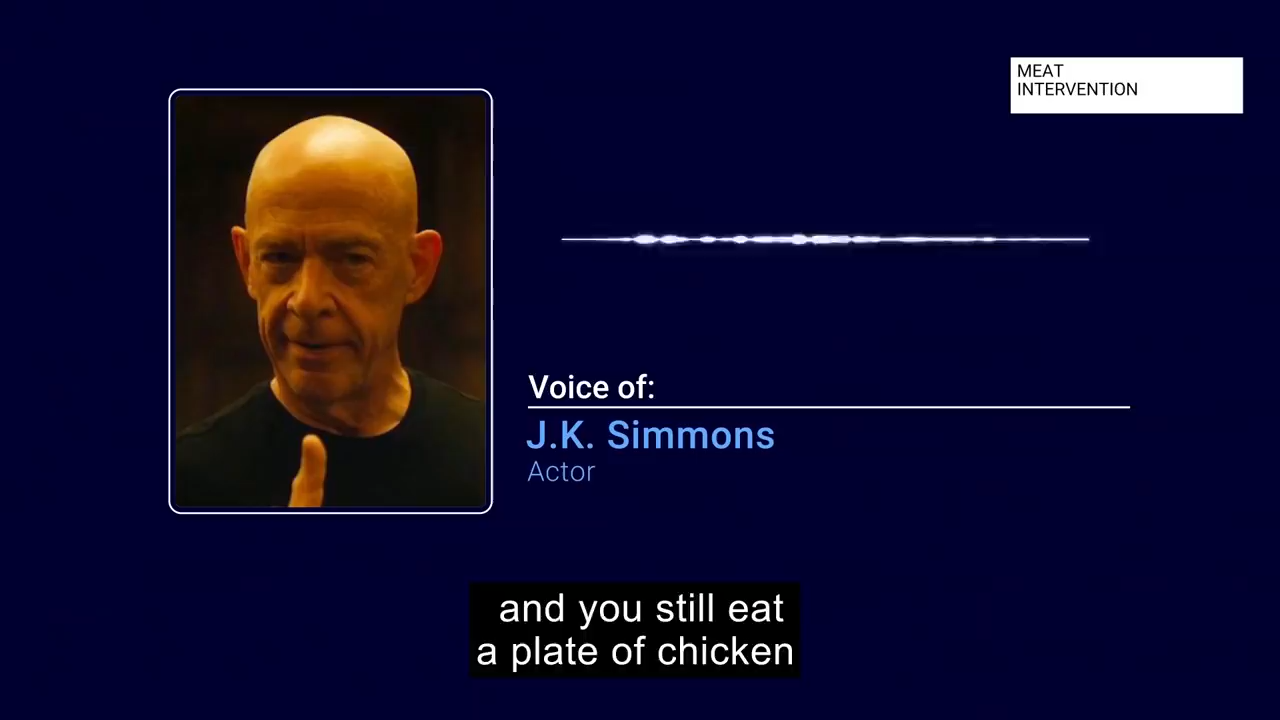 MEAT
INTERVENTION
Voice of:
J.K. Simmons
Actor
and you still eat
a plate of chicken